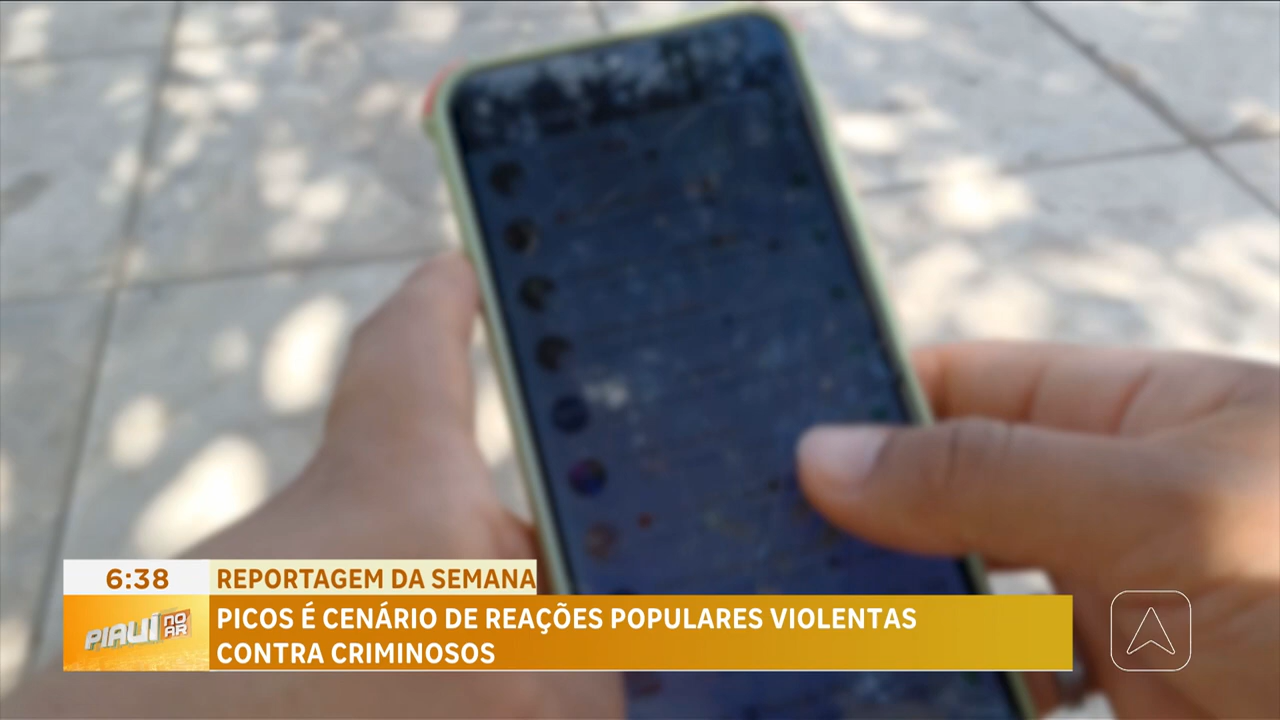 6:38
REPORTAGEM DA SEMANA
PIAUÍ NO AR
PICOS É CENÁRIO DE REAÇÕES POPULARES VIOLENTAS
CONTRA CRIMINOSOS